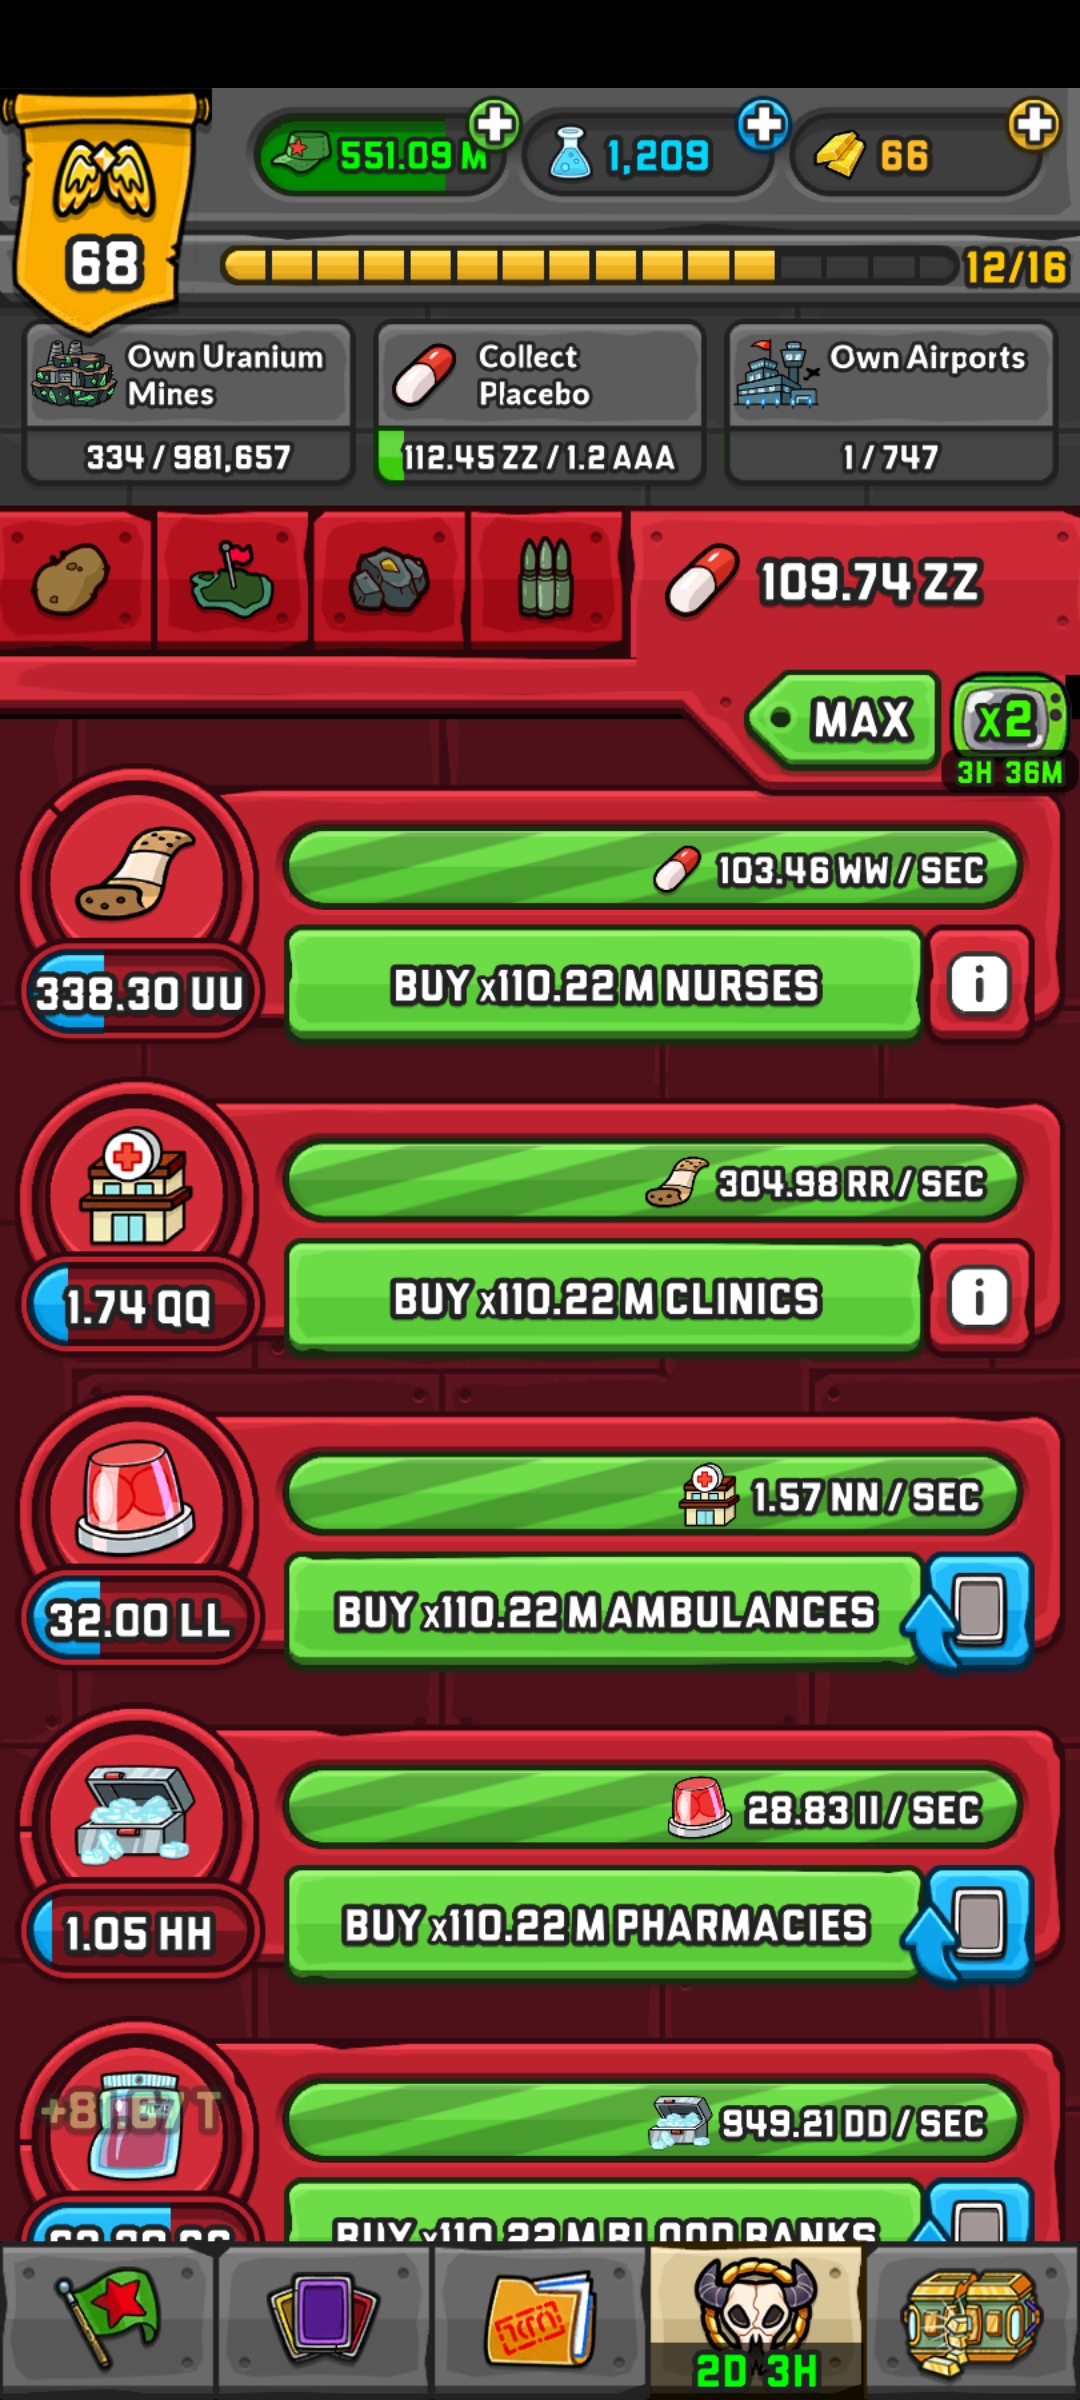 551.09 M
1,209
66
68
12/16
Own Uranium
Mines
334 / 981,657
Collect
Placebo
112.45 ZZ / 1.2 AAA
Own Airports
1 / 747
109.74 ZZ
MAX
x2
3H 36M
103.46 WW / SEC
338.30 UU
BUY x110.22 M NURSES
i
304.98 RR / SEC
1.74 QQ
BUY x110.22 M CLINICS
i
1.57 NN / SEC
32.00 LL
BUY x110.22 M AMBULANCES
28.83 II / SEC
1.05 HH
BUY x110.22 M PHARMACIES
+81.67 T
949.21 DD / SEC
BUY x110.22 M BLOOD BANKS
2D 3H